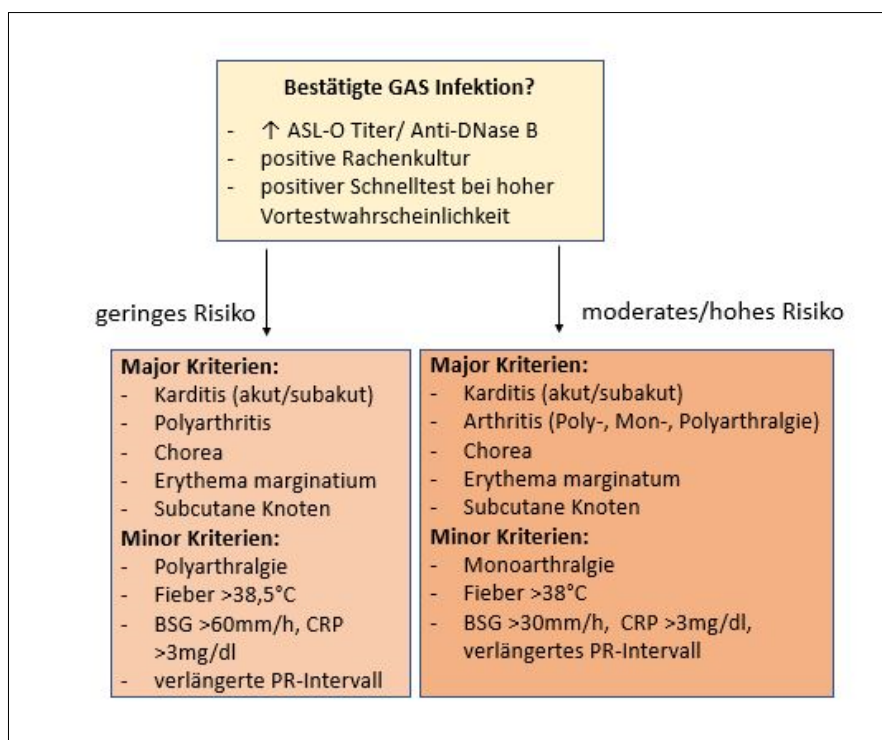 Bestätigte GAS Infektion?
- ↑ ASL-O Titer/ Anti-DNase B
- positive Rachenkultur
- positiver Schnelltest bei hoher
Vortestwahrscheinlichkeit
geringes Risiko
moderates/hohes Risiko
Major Kriterien:
- Karditis (akut/subakut)
- Polyarthritis
- Chorea
- Erythema marginatium
- Subcutane Knoten
Minor Kriterien:
- Polyarthralgie
- Fieber >38,5°C
- BSG >60mm/h, CRP
>3mg/dl
- verlängerte PR-Intervall
Major Kriterien:
- Karditis (akut/subakut)
- Arthritis (Poly-, Mon-, Polyarthralgie)
- Chorea
- Erythema marginatum
- Subcutane Knoten
Minor Kriterien:
- Monoarthralgie
- Fieber >38°C
- BSG >30mm/h, CRP >3mg/dl,
verlängertes PR-Intervall